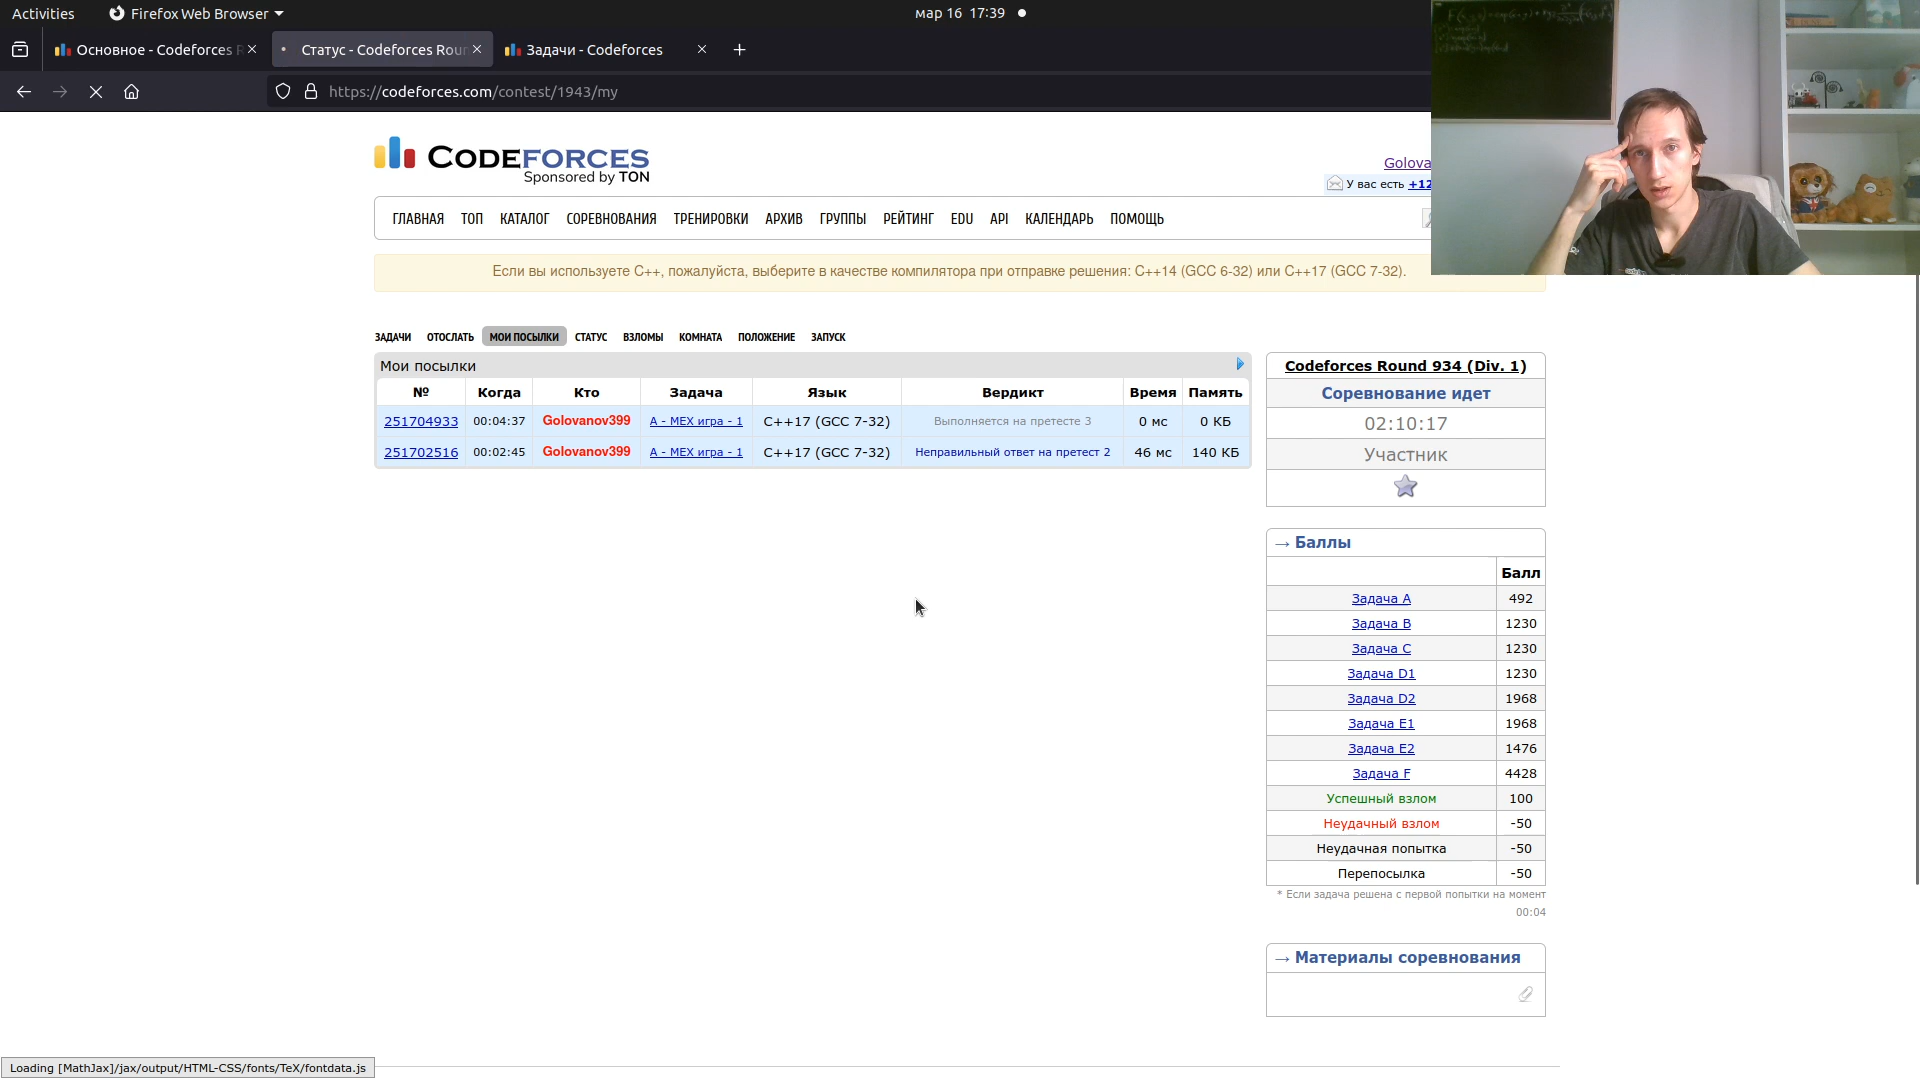 Activities
Firefox Web Browser
мар 16 17:39
Основное - Codeforces R
Статус - Codeforces Roun
Задачи - Codeforces
https://codeforces.com/contest/1943/my
CODEFORCES
Sponsored by TON
Golova
У вас есть +12
ГЛАВНАЯ ТОП КАТАЛОГ СОРЕВНОВАНИЯ ТРЕНИРОВКИ АРХИВ ГРУППЫ РЕЙТИНГ EDU API КАЛЕНДАРЬ ПОМОЩЬ
Если вы используете C++, пожалуйста, выберите в качестве компилятора при отправке решения: C++14 (GCC 6-32) или C++17 (GCC 7-32).
ЗАДАЧИ ОТОСЛАТЬ МОИ ПОСЫЛКИ СТАТУС ВЗЛОМЫ КОМНАТА ПОЛОЖЕНИЕ ЗАПУСК
Мои посылки
№ Когда Кто Задача Язык Вердикт Время Память
251704933 00:04:37 Golovanov399 A - MEX игра - 1 C++17 (GCC 7-32) Выполняется на претесте 3 0 мс 0 КБ
251702516 00:02:45 Golovanov399 A - MEX игра - 1 C++17 (GCC 7-32) Неправильный ответ на претест 2 46 мс 140 КБ
Codeforces Round 934 (Div. 1)
Соревнование идет
02:10:17
Участник
→ Баллы
Балл
Задача A 492
Задача B 1230
Задача C 1230
Задача D1 1230
Задача D2 1968
Задача E1 1968
Задача E2 1476
Задача F 4428
Успешный взлом 100
Неудачный взлом -50
Неудачная попытка -50
Перепосылка -50
* Если задача решена с первой попытки на момент
00:04
→ Материалы соревнования
Loading [MathJax]/jax/output/HTML-CSS/fonts/TeX/fontdata.js